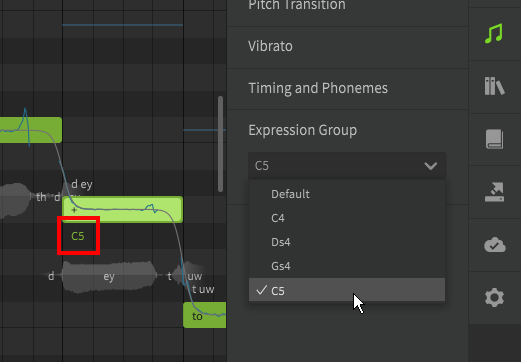 Pitch Transition
Vibrato
Timing and Phonemes
Expression Group
C5
Default
C4
Ds4
Gs4
C5
d ey
th d
+
C5
d ey t uw
t uw
to